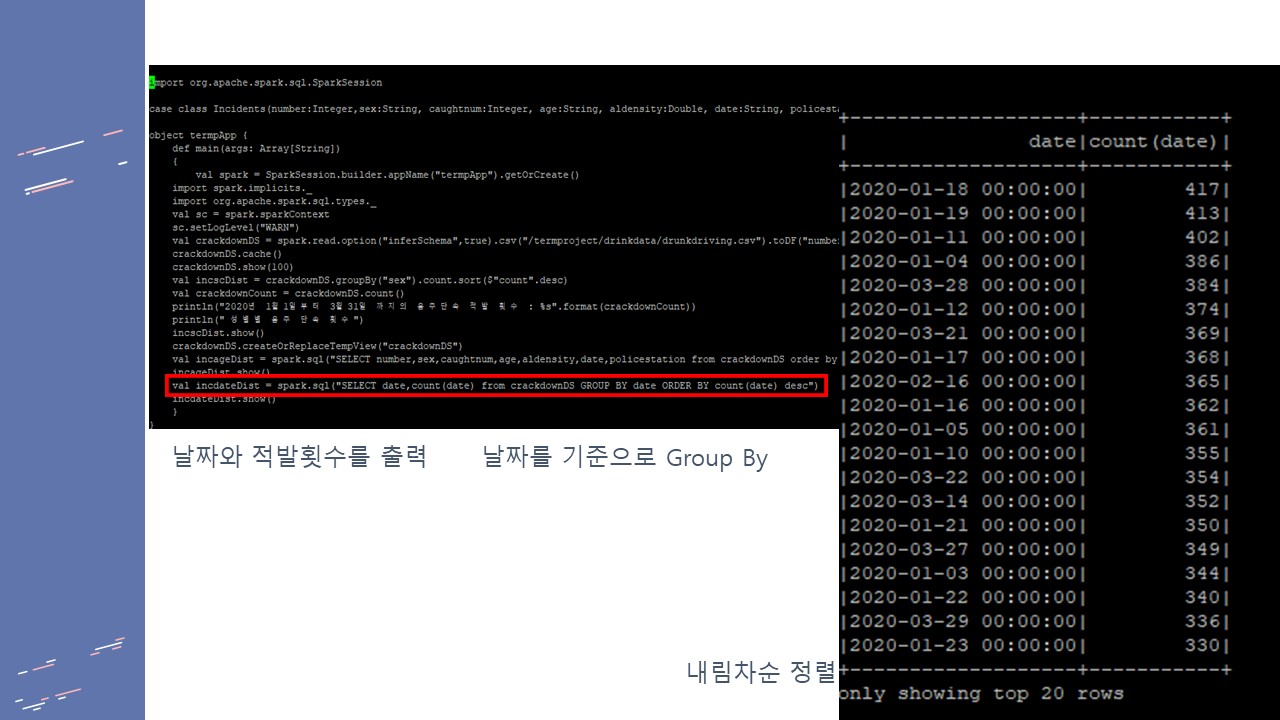 import org.apache.spark.sql.SparkSession
case class Incidents(number:Integer,sex:String, caughtnum:Integer, age:String, aldensity:Double, date:String, policest
object termpApp {
def main(args: Array[String])
{
val spark = SparkSession.builder.appName("termpApp").getOrCreate()
import spark.implicits._
import org.apache.spark.sql.types._
val sc = spark.sparkContext
sc.setLogLevel("WARN")
val crackdownDS = spark.read.option("inferSchema",true).csv("/termproject/drinkdata/drunkdriving.csv").toDF("number
crackdownDS.cache()
crackdownDS.show(100)
val incscDist = crackdownDS.groupBy("sex").count.sort($"count".desc)
val crackdownCount = crackdownDS.count()
println("2020년 1월 1일 부터 3월 31일 까지의 음주단속 적발 횟수 : %s".format(crackdownCount))
println(" 성별별 음주 단속 횟수 ")
incscDist.show()
crackdownDS.createOrReplaceTempView("crackdownDS")
val incageDist = spark.sql("SELECT number,sex,caughtnum,age,aldensity,date,policestation from crackdownDS order by
incageDist.show()
val incdateDist = spark.sql("SELECT date,count(date) from crackdownDS GROUP BY date ORDER BY count(date) desc")
incdateDist.show()
}
}
날짜와 적발횟수를 출력 날짜를 기준으로 Group By
내림차순 정렬
+-------------------+-----------+
| date|count(date)|
+-------------------+-----------+
|2020-01-18 00:00:00| 417|
|2020-01-19 00:00:00| 413|
|2020-01-11 00:00:00| 402|
|2020-01-04 00:00:00| 386|
|2020-03-28 00:00:00| 384|
|2020-01-12 00:00:00| 374|
|2020-03-21 00:00:00| 369|
|2020-01-17 00:00:00| 368|
|2020-02-16 00:00:00| 365|
|2020-01-16 00:00:00| 362|
|2020-01-05 00:00:00| 361|
|2020-01-10 00:00:00| 355|
|2020-03-22 00:00:00| 354|
|2020-03-14 00:00:00| 352|
|2020-01-21 00:00:00| 350|
|2020-03-27 00:00:00| 349|
|2020-01-03 00:00:00| 344|
|2020-01-22 00:00:00| 340|
|2020-03-29 00:00:00| 336|
|2020-01-23 00:00:00| 330|
+-------------------+-----------+
only showing top 20 rows